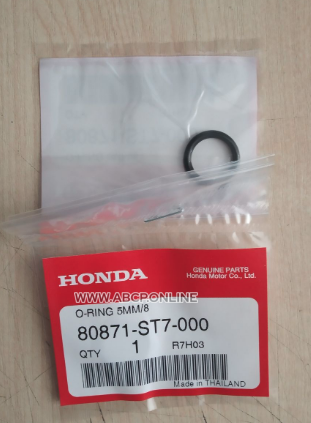 HONDA
GENUINE PARTS
Honda Motor Co., Ltd.
WWW.ABCPONLINE
O-RING 5MM/8
80871-ST7-000
QTY 1 R7H03
Made in THAILAND